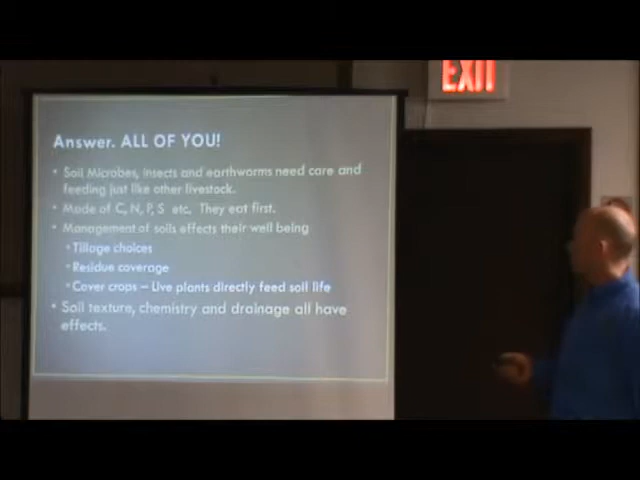 EXIT
Answer. ALL OF YOU!
• Soil Microbes, insects and earthworms need care and
feeding just like other livestock.
• Made of C, N, P, S etc. They eat first.
• Management of soils effects their well being
• Tillage choices
• Residue coverage
• Cover crops – Live plants directly feed soil life
• Soil texture, chemistry and drainage all have
effects.